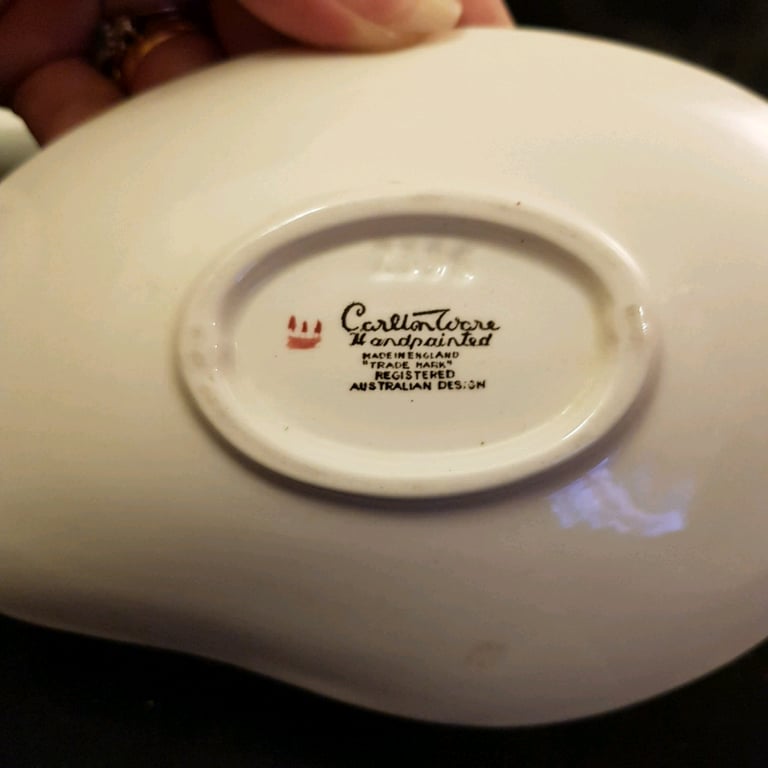 Carlton Ware
Handpainted
MADE IN ENGLAND
"TRADE MARK"
REGISTERED
AUSTRALIAN DESIGN